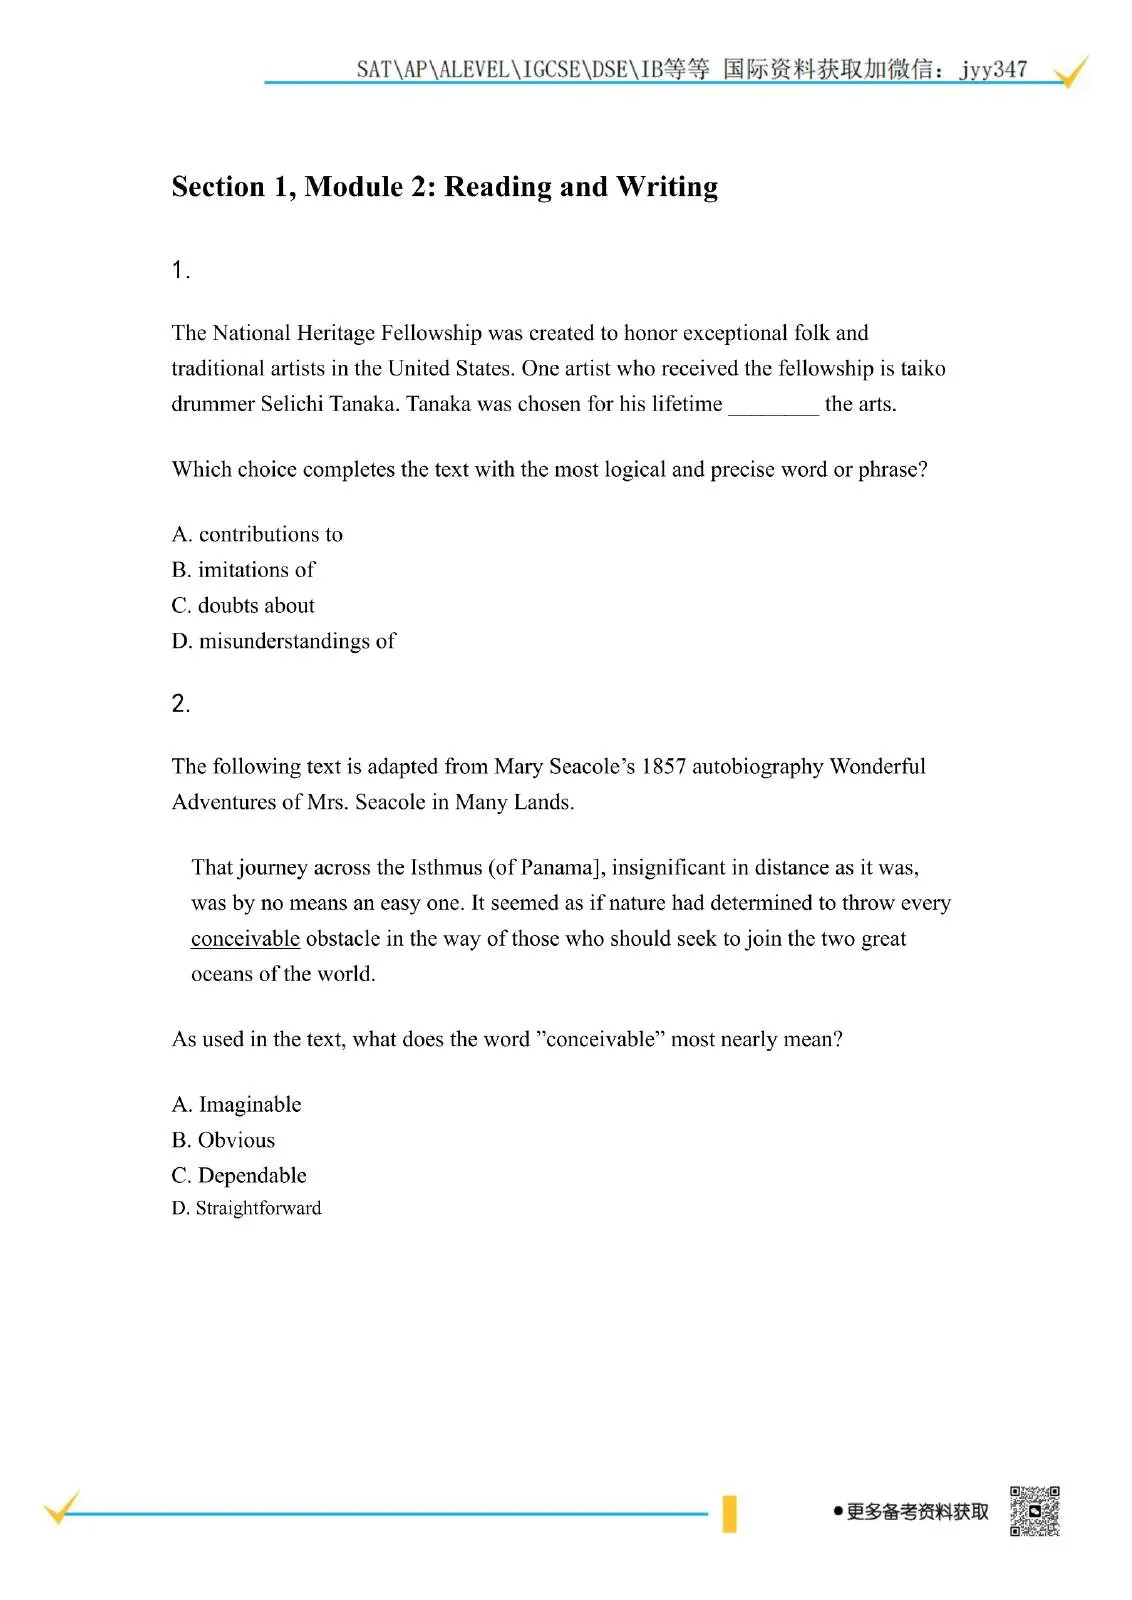 SAT\AP\ALEVEL\IGCSE\DSE\IB等等 国际资料获取加微信：jyy347
Section 1, Module 2: Reading and Writing
1.
The National Heritage Fellowship was created to honor exceptional folk and
traditional artists in the United States. One artist who received the fellowship is taiko
drummer Selichi Tanaka. Tanaka was chosen for his lifetime ________ the arts.
Which choice completes the text with the most logical and precise word or phrase?
A. contributions to
B. imitations of
C. doubts about
D. misunderstandings of
2.
The following text is adapted from Mary Seacole’s 1857 autobiography Wonderful
Adventures of Mrs. Seacole in Many Lands.
That journey across the Isthmus (of Panama], insignificant in distance as it was,
was by no means an easy one. It seemed as if nature had determined to throw every
conceivable obstacle in the way of those who should seek to join the two great
oceans of the world.
As used in the text, what does the word ”conceivable” most nearly mean?
A. Imaginable
B. Obvious
C. Dependable
D. Straightforward
●更多备考资料获取